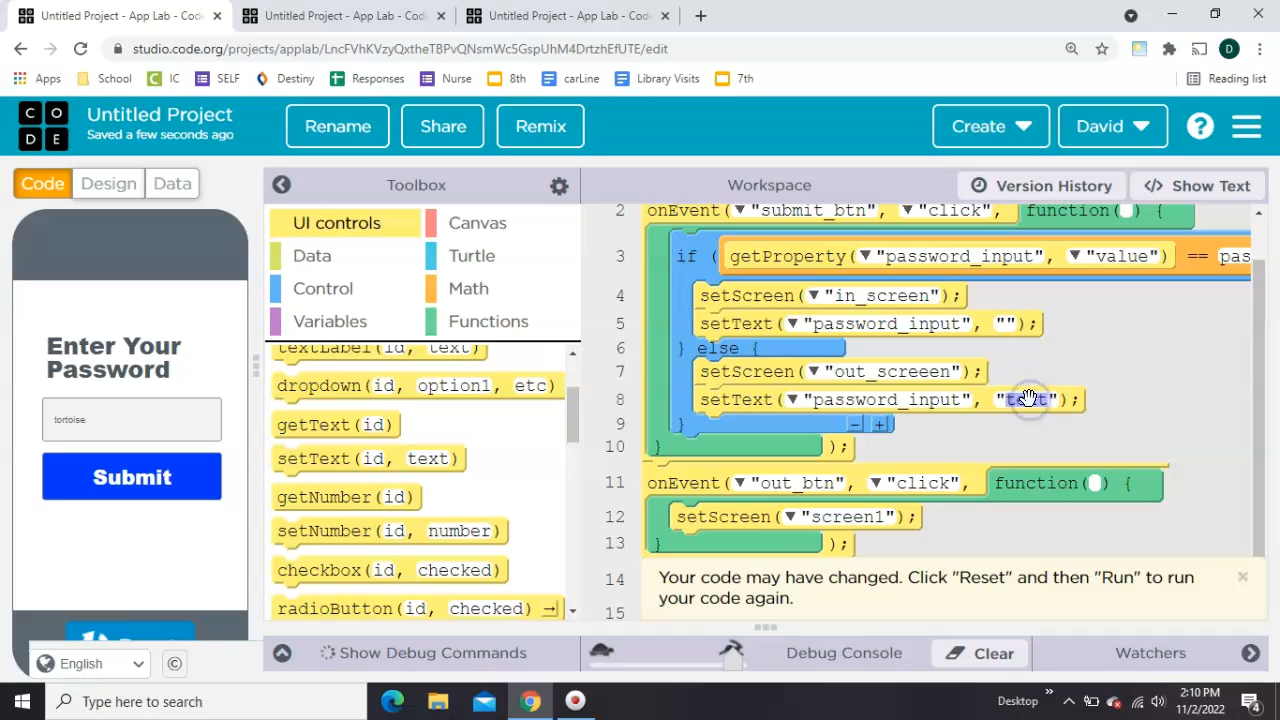 Untitled Project - App Lab - Cod
Untitled Project - App Lab - Cod
Untitled Project - App Lab - Cod
studio.code.org/projects/applab/LncFVhKVzyQxtheTBPvQNsmWc5GspUhM4DrtzhEfUTE/edit
D
Apps School IC SELF Destiny Responses Nurse 8th carLine Library Visits 7th Reading list
C O D E
Untitled Project
Saved a few seconds ago
Rename Share Remix Create David ?
Code Design Data
Toolbox
Workspace
Version History
Show Text
UI controls Canvas
Data Turtle
Control Math
Variables Functions
textLabel(id, text)
dropdown(id, option1, etc)
getText(id)
setText(id, text)
getNumber(id)
setNumber(id, number)
checkbox(id, checked)
radioButton(id, checked)
Enter Your
Password
tortoise
Submit
2 onEvent("submit_btn", "click", function() {
3 if (getProperty("password_input", "value") == pas
4 setScreen("in_screen");
5 setText("password_input", "");
6 } else {
7 setScreen("out_screeen");
8 setText("password_input", "text");
9 }
10 } );
11 onEvent("out_btn", "click", function() {
12 setScreen("screen1");
13 } );
14
15
Your code may have changed. Click "Reset" and then "Run" to run
your code again.
English ©
Show Debug Commands
Debug Console
Clear
Watchers
Type here to search
Desktop
2:10 PM
11/2/2022
4